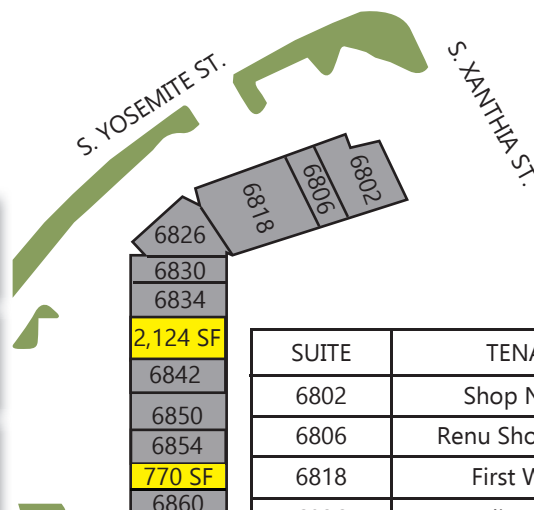 S. YOSEMITE ST.
S. XANTHIA ST.
6802
6806
6818
6826
6830
6834
2,124 SF
6842
6850
6854
770 SF
6860
SUITE TENA
6802 Shop N
6806 Renu Sho
6818 First W